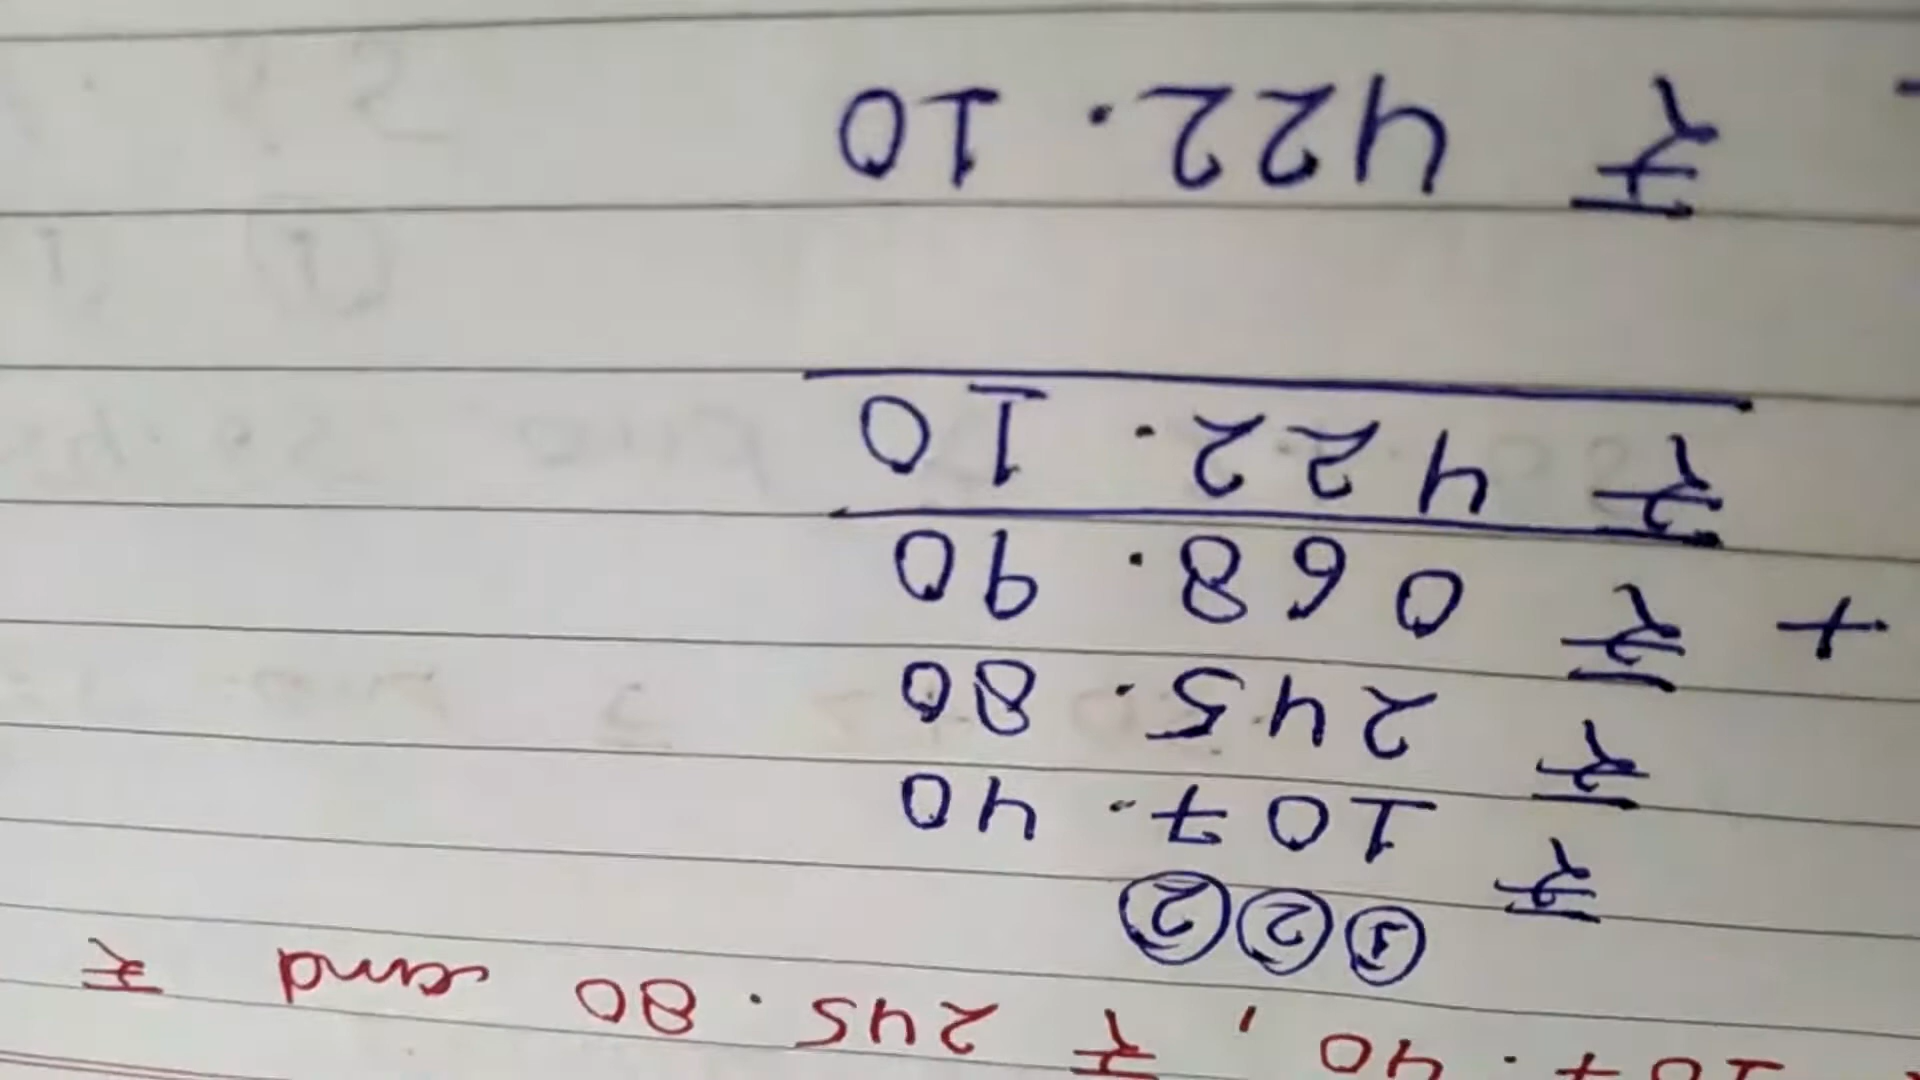 107.40, ₹ 245.80 and ₹
① ② ②
₹ 107.40
₹ 245.80
+ ₹ 068.90
₹ 422.10
₹ 422.10